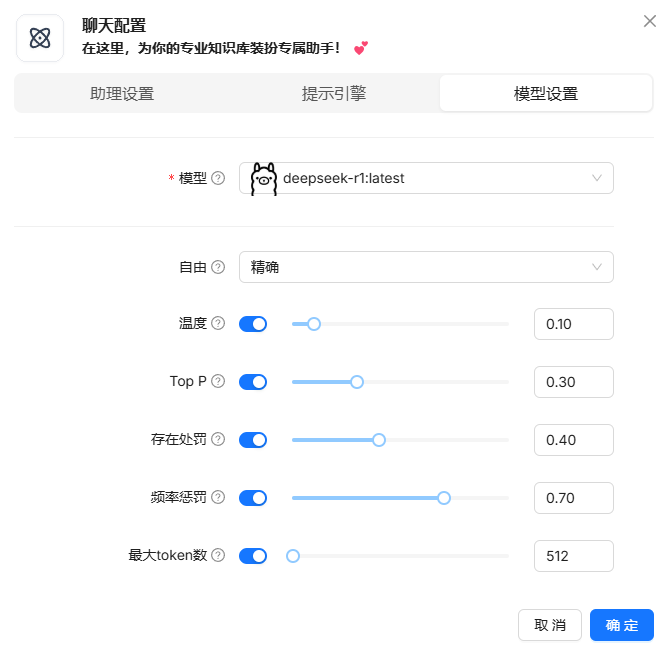 聊天配置
在这里，为你的专业知识库装扮专属助手！ 💕
助理设置 提示引擎 模型设置
* 模型 deepseek-r1:latest
自由 精确
温度 0.10
Top P 0.30
存在处罚 0.40
频率惩罚 0.70
最大token数 512
取 消 确 定